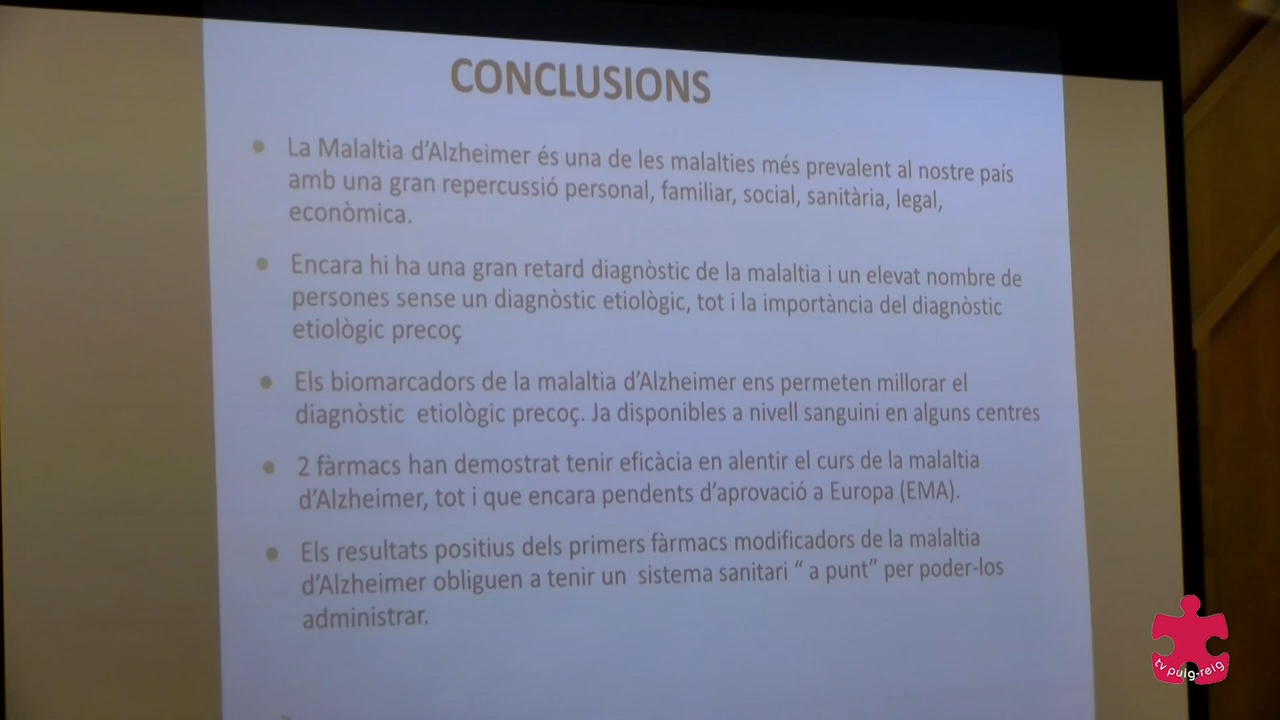 CONCLUSIONS
• La Malaltia d'Alzheimer és una de les malalties més prevalent al nostre país
amb una gran repercussió personal, familiar, social, sanitària, legal,
econòmica.
• Encara hi ha una gran retard diagnòstic de la malaltia i un elevat nombre de
persones sense un diagnòstic etiològic, tot i la importància del diagnòstic
etiològic precoç
• Els biomarcadors de la malaltia d'Alzheimer ens permeten millorar el
diagnòstic etiològic precoç. Ja disponibles a nivell sanguini en alguns centres
• 2 fàrmacs han demostrat tenir eficàcia en alentir el curs de la malaltia
d'Alzheimer, tot i que encara pendents d'aprovació a Europa (EMA).
• Els resultats positius dels primers fàrmacs modificadors de la malaltia
d'Alzheimer obliguen a tenir un sistema sanitari “ a punt” per poder-los
administrar.
tv puig-reig